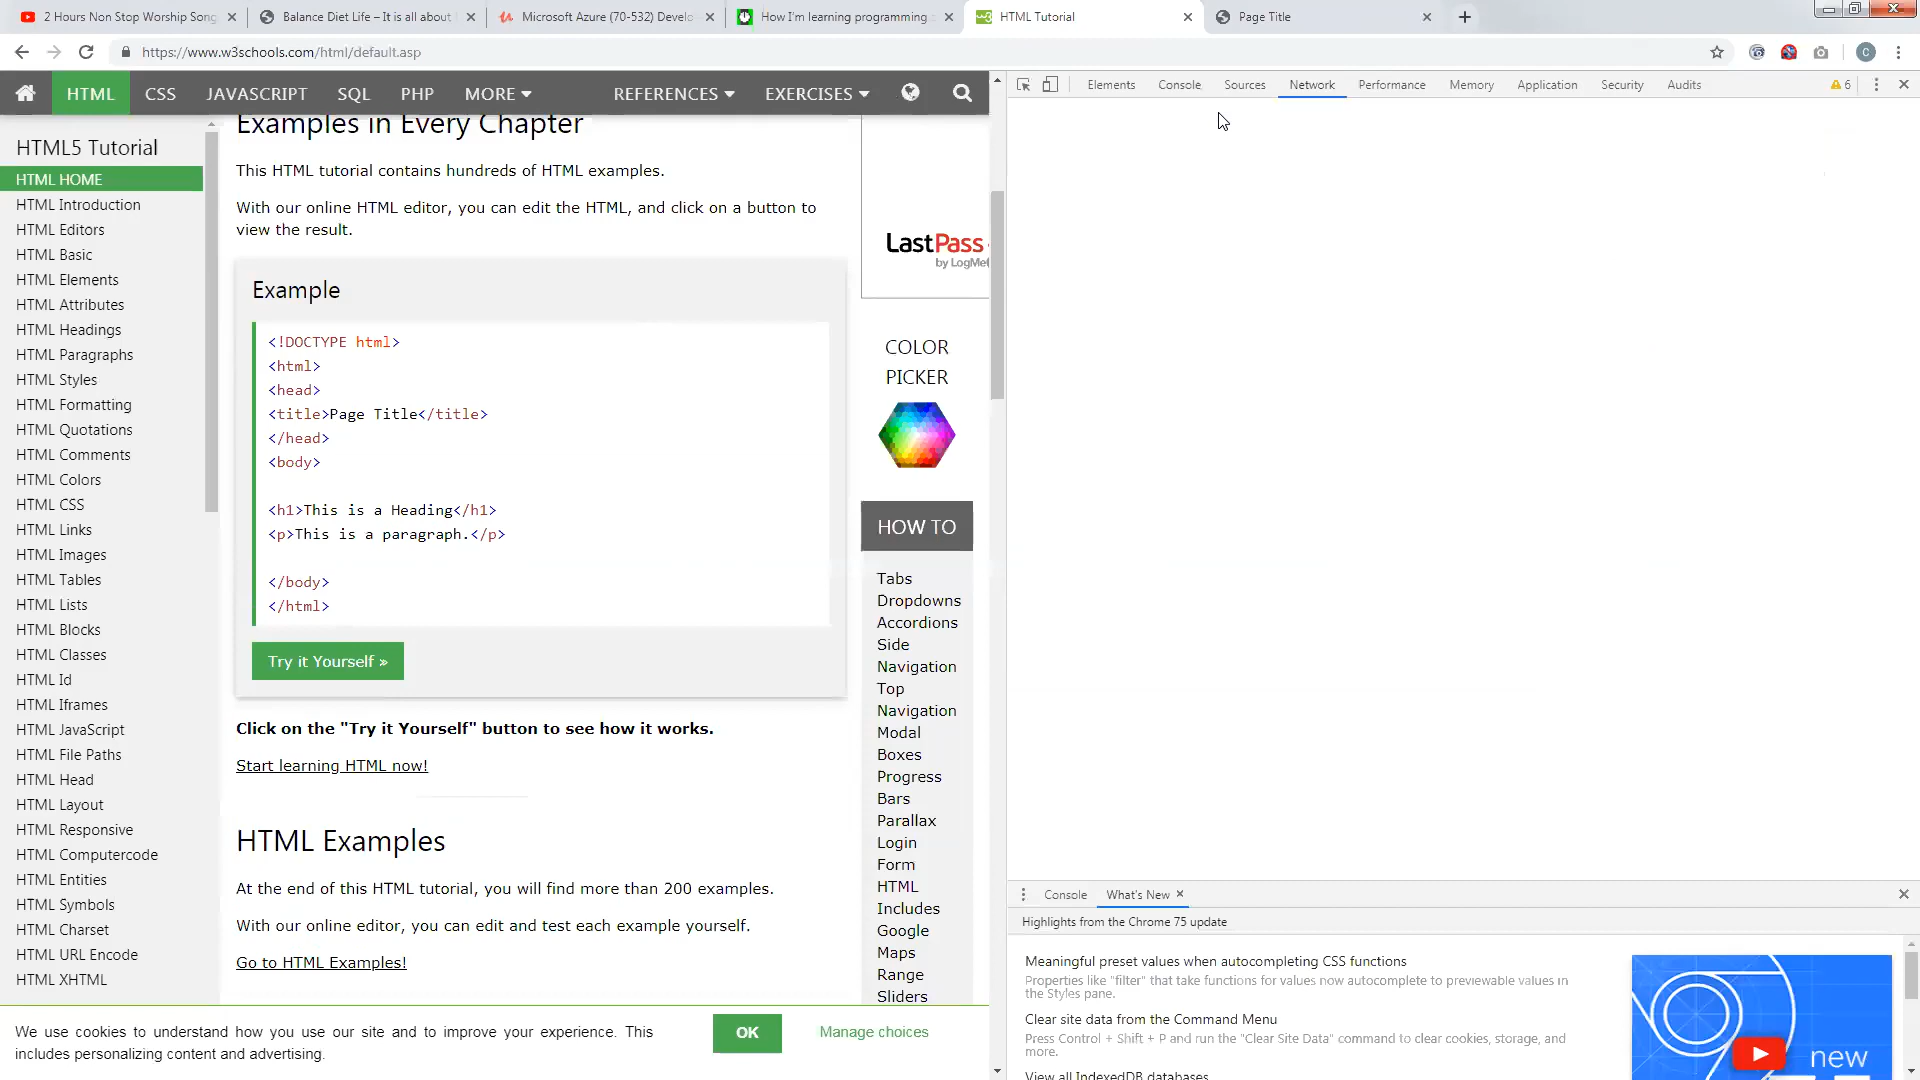 2 Hours Non Stop Worship Song
Balance Diet Life – It is all about
Microsoft Azure (70-532) Develo
How I'm learning programming
HTML Tutorial
Page Title
https://www.w3schools.com/html/default.asp
C
HTML
CSS
JAVASCRIPT
SQL
PHP
MORE
REFERENCES
EXERCISES
Elements
Console
Sources
Network
Performance
Memory
Application
Security
Audits
6
HTML5 Tutorial
HTML HOME
HTML Introduction
HTML Editors
HTML Basic
HTML Elements
HTML Attributes
HTML Headings
HTML Paragraphs
HTML Styles
HTML Formatting
HTML Quotations
HTML Comments
HTML Colors
HTML CSS
HTML Links
HTML Images
HTML Tables
HTML Lists
HTML Blocks
HTML Classes
HTML Id
HTML Iframes
HTML JavaScript
HTML File Paths
HTML Head
HTML Layout
HTML Responsive
HTML Computercode
HTML Entities
HTML Symbols
HTML Charset
HTML URL Encode
HTML XHTML
Examples in Every Chapter
This HTML tutorial contains hundreds of HTML examples.
With our online HTML editor, you can edit the HTML, and click on a button to
view the result.
Example
<!DOCTYPE html>
<html>
<head>
<title>Page Title</title>
</head>
<body>
<h1>This is a Heading</h1>
<p>This is a paragraph.</p>
</body>
</html>
Try it Yourself »
Click on the "Try it Yourself" button to see how it works.
Start learning HTML now!
HTML Examples
At the end of this HTML tutorial, you will find more than 200 examples.
With our online editor, you can edit and test each example yourself.
Go to HTML Examples!
LastPass
by LogMe
COLOR
PICKER
HOW TO
Tabs
Dropdowns
Accordions
Side
Navigation
Top
Navigation
Modal
Boxes
Progress
Bars
Parallax
Login
Form
HTML
Includes
Google
Maps
Range
Sliders
We use cookies to understand how you use our site and to improve your experience. This
includes personalizing content and advertising.
OK
Manage choices
Console
What's New
Highlights from the Chrome 75 update
Meaningful preset values when autocompleting CSS functions
Properties like "filter" that take functions for values now autocomplete to previewable values in
the Styles pane.
Clear site data from the Command Menu
Press Control + Shift + P and run the "Clear Site Data" command to clear cookies, storage, and
more.
View all IndexedDB databases
new